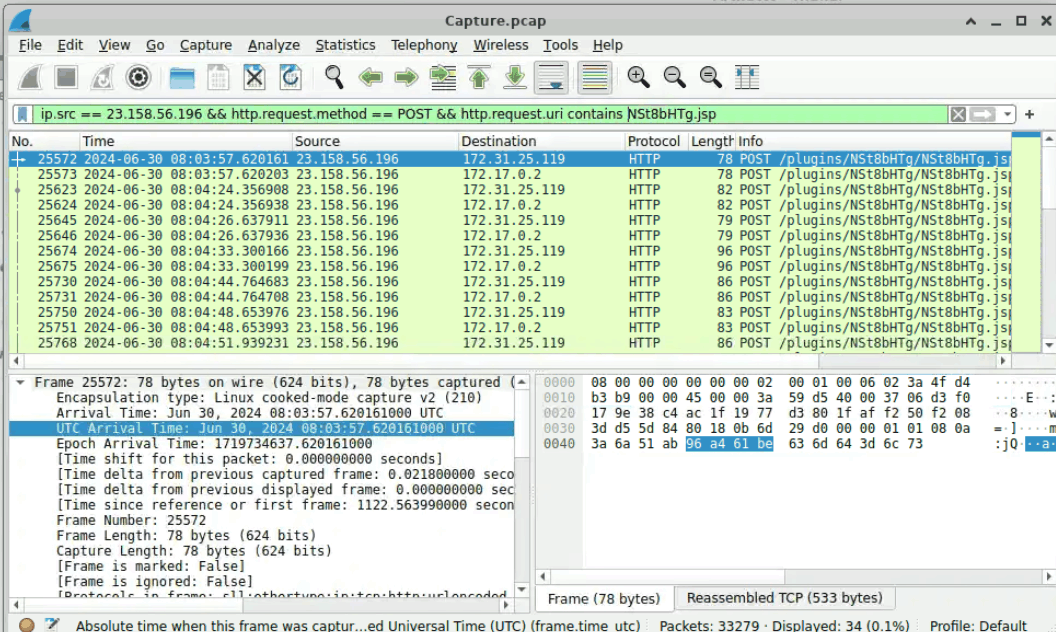 Capture.pcap
File Edit View Go Capture Analyze Statistics Telephony Wireless Tools Help
ip.src == 23.158.56.196 && http.request.method == POST && http.request.uri contains NSt8bHTg.jsp
No. Time Source Destination Protocol Length Info
25572 2024-06-30 08:03:57.620161 23.158.56.196 172.31.25.119 HTTP 78 POST /plugins/NSt8bHTg/NSt8bHTg.jsp
25573 2024-06-30 08:03:57.620203 23.158.56.196 172.17.0.2 HTTP 78 POST /plugins/NSt8bHTg/NSt8bHTg.jsp
25623 2024-06-30 08:04:24.356908 23.158.56.196 172.31.25.119 HTTP 82 POST /plugins/NSt8bHTg/NSt8bHTg.jsp
25624 2024-06-30 08:04:24.356938 23.158.56.196 172.17.0.2 HTTP 82 POST /plugins/NSt8bHTg/NSt8bHTg.jsp
25645 2024-06-30 08:04:26.637911 23.158.56.196 172.31.25.119 HTTP 79 POST /plugins/NSt8bHTg/NSt8bHTg.jsp
25646 2024-06-30 08:04:26.637936 23.158.56.196 172.17.0.2 HTTP 79 POST /plugins/NSt8bHTg/NSt8bHTg.jsp
25674 2024-06-30 08:04:33.300166 23.158.56.196 172.31.25.119 HTTP 96 POST /plugins/NSt8bHTg/NSt8bHTg.jsp
25675 2024-06-30 08:04:33.300199 23.158.56.196 172.17.0.2 HTTP 96 POST /plugins/NSt8bHTg/NSt8bHTg.jsp
25730 2024-06-30 08:04:44.764683 23.158.56.196 172.31.25.119 HTTP 86 POST /plugins/NSt8bHTg/NSt8bHTg.jsp
25731 2024-06-30 08:04:44.764708 23.158.56.196 172.17.0.2 HTTP 86 POST /plugins/NSt8bHTg/NSt8bHTg.jsp
25750 2024-06-30 08:04:48.653976 23.158.56.196 172.31.25.119 HTTP 83 POST /plugins/NSt8bHTg/NSt8bHTg.jsp
25751 2024-06-30 08:04:48.653993 23.158.56.196 172.17.0.2 HTTP 83 POST /plugins/NSt8bHTg/NSt8bHTg.jsp
25768 2024-06-30 08:04:51.939231 23.158.56.196 172.31.25.119 HTTP 86 POST /plugins/NSt8bHTg/NSt8bHTg.jsp
Frame 25572: 78 bytes on wire (624 bits), 78 bytes captured (
Encapsulation type: Linux cooked-mode capture v2 (210)
Arrival Time: Jun 30, 2024 08:03:57.620161000 UTC
UTC Arrival Time: Jun 30, 2024 08:03:57.620161000 UTC
Epoch Arrival Time: 1719734637.620161000
[Time shift for this packet: 0.000000000 seconds]
[Time delta from previous captured frame: 0.021800000 seco
[Time delta from previous displayed frame: 0.000000000 sec
[Time since reference or first frame: 1122.563990000 secon
Frame Number: 25572
Frame Length: 78 bytes (624 bits)
Capture Length: 78 bytes (624 bits)
[Frame is marked: False]
[Frame is ignored: False]
[Protocols in frame: sll:ethertype:ip:tcp:http:urlencoded
0000 08 00 00 00 00 00 00 02 00 01 00 06 02 3a 4f d4 ········
0010 b3 b9 00 00 45 00 00 3a 59 d5 40 00 37 06 d3 f0 ····E··:
0020 17 9e 38 c4 ac 1f 19 77 d3 80 1f af f2 50 f2 08 ··8····w
0030 3d d5 5d 84 80 18 0b 6d 29 d0 00 00 01 01 08 0a =·]····m
0040 3a 6a 51 ab 96 a4 61 be 63 6d 64 3d 6c 73 :jQ···a·
Frame (78 bytes) Reassembled TCP (533 bytes)
Absolute time when this frame was captur...ed Universal Time (UTC) (frame.time_utc) Packets: 33279 · Displayed: 34 (0.1%) Profile: Default